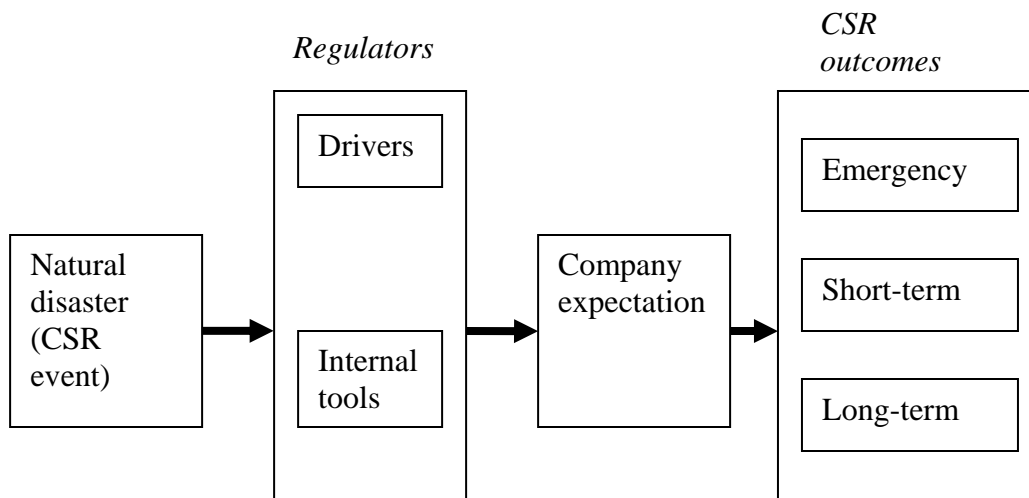 Regulators
CSR
outcomes
Natural
disaster
(CSR
event)
Drivers
Internal
tools
Company
expectation
Emergency
Short-term
Long-term